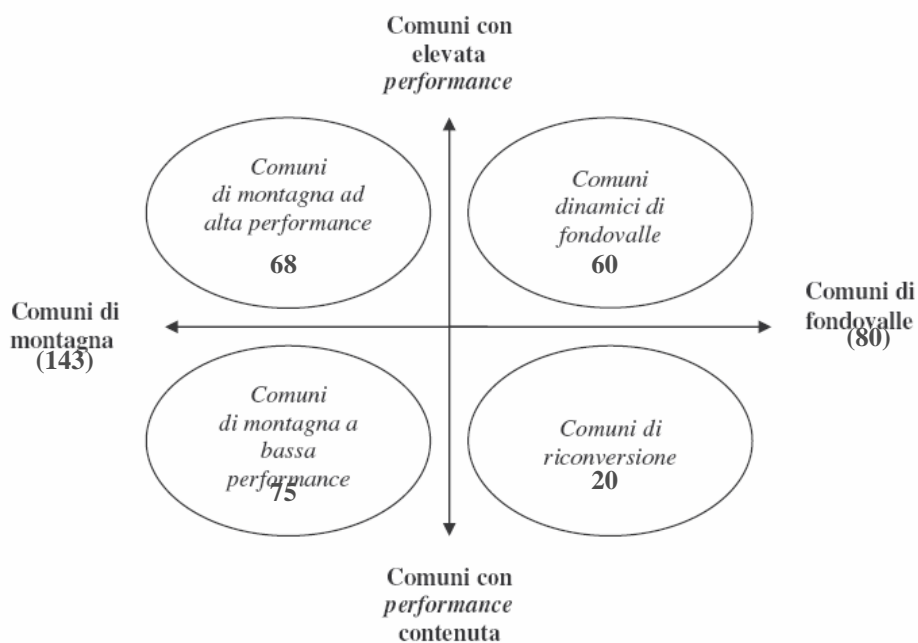 Comuni con
elevata
performance
Comuni
di montagna ad
alta performance
68
Comuni
dinamici di
fondovalle
60
Comuni di
montagna
(143)
Comuni di
fondovalle
(80)
Comuni
di montagna a
bassa
performance
75
Comuni di
riconversione
20
Comuni con
performance
contenuta